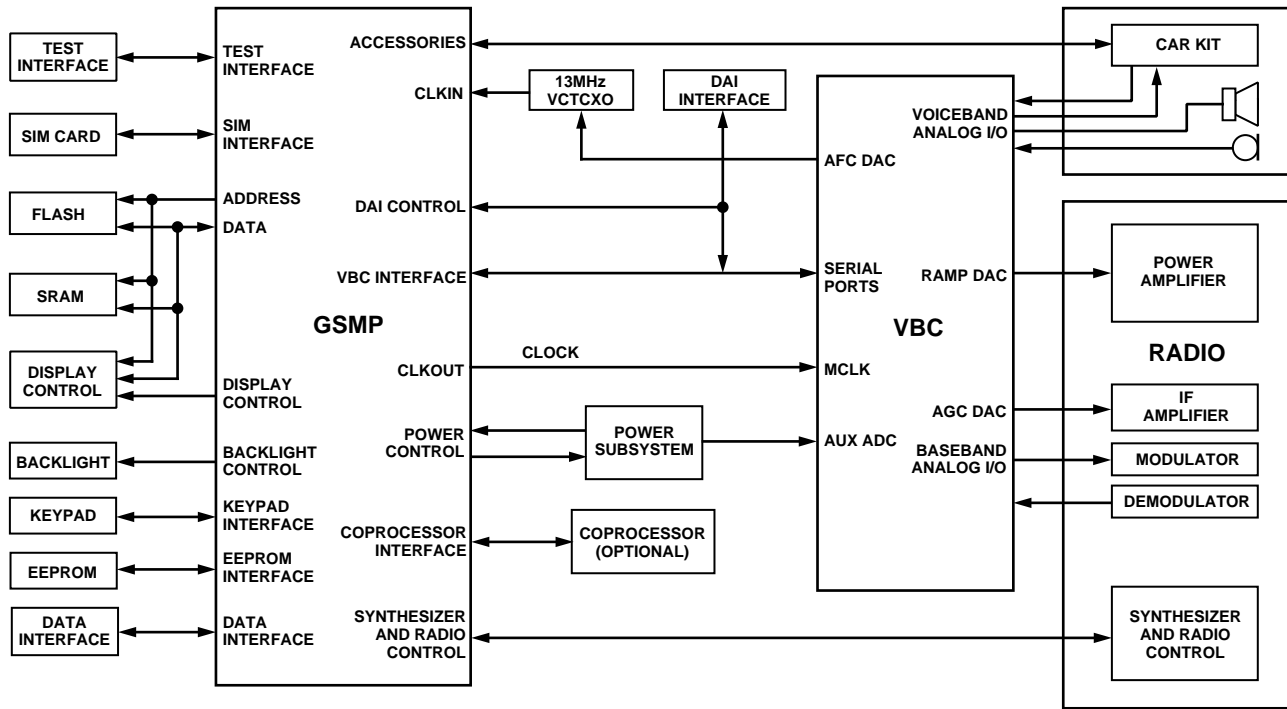 TEST
INTERFACE
SIM CARD
FLASH
SRAM
DISPLAY
CONTROL
BACKLIGHT
KEYPAD
EEPROM
DATA
INTERFACE
TEST
INTERFACE
SIM
INTERFACE
ADDRESS
DATA
DISPLAY
CONTROL
BACKLIGHT
CONTROL
KEYPAD
INTERFACE
EEPROM
INTERFACE
DATA
INTERFACE
GSMP
ACCESSORIES
CLKIN
DAI CONTROL
VBC INTERFACE
CLKOUT
POWER
CONTROL
COPROCESSOR
INTERFACE
SYNTHESIZER
AND RADIO
CONTROL
13MHz
VCTCXO
DAI
INTERFACE
CLOCK
POWER
SUBSYSTEM
COPROCESSOR
(OPTIONAL)
AFC DAC
SERIAL
PORTS
MCLK
AUX ADC
VBC
VOICEBAND
ANALOG I/O
RAMP DAC
AGC DAC
BASEBAND
ANALOG I/O
CAR KIT
POWER
AMPLIFIER
RADIO
IF
AMPLIFIER
MODULATOR
DEMODULATOR
SYNTHESIZER
AND RADIO
CONTROL